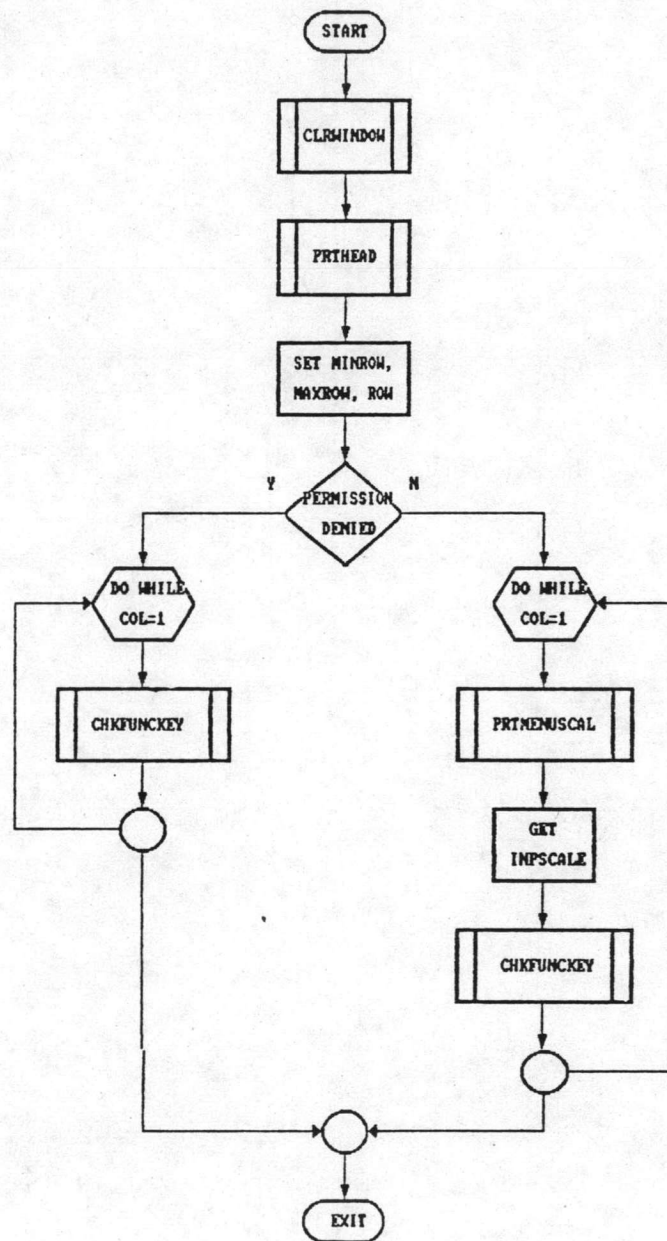 START
CLRWINDOW
PRTHEAD
SET MINROW,
MAXROW, ROW
Y
N
PERMISSION
DENIED
DO WHILE
COL=1
DO WHILE
COL=1
CHKFUNCKEY
PRTMENUSCAL
GET
INPSCALE
CHKFUNCKEY
EXIT